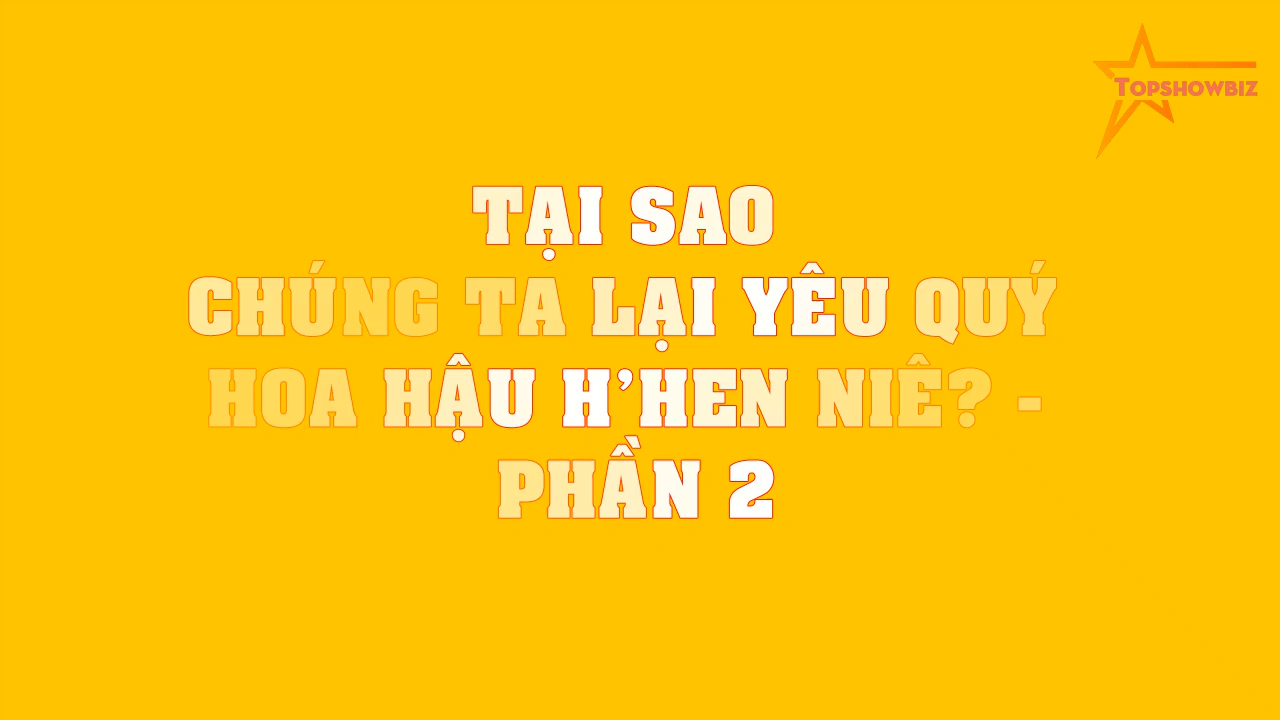 TOPSHOWBIZ
TẠI SAO
CHÚNG TA LẠI YÊU QUÝ
HOA HẬU H’HEN NIÊ? -
PHẦN 2